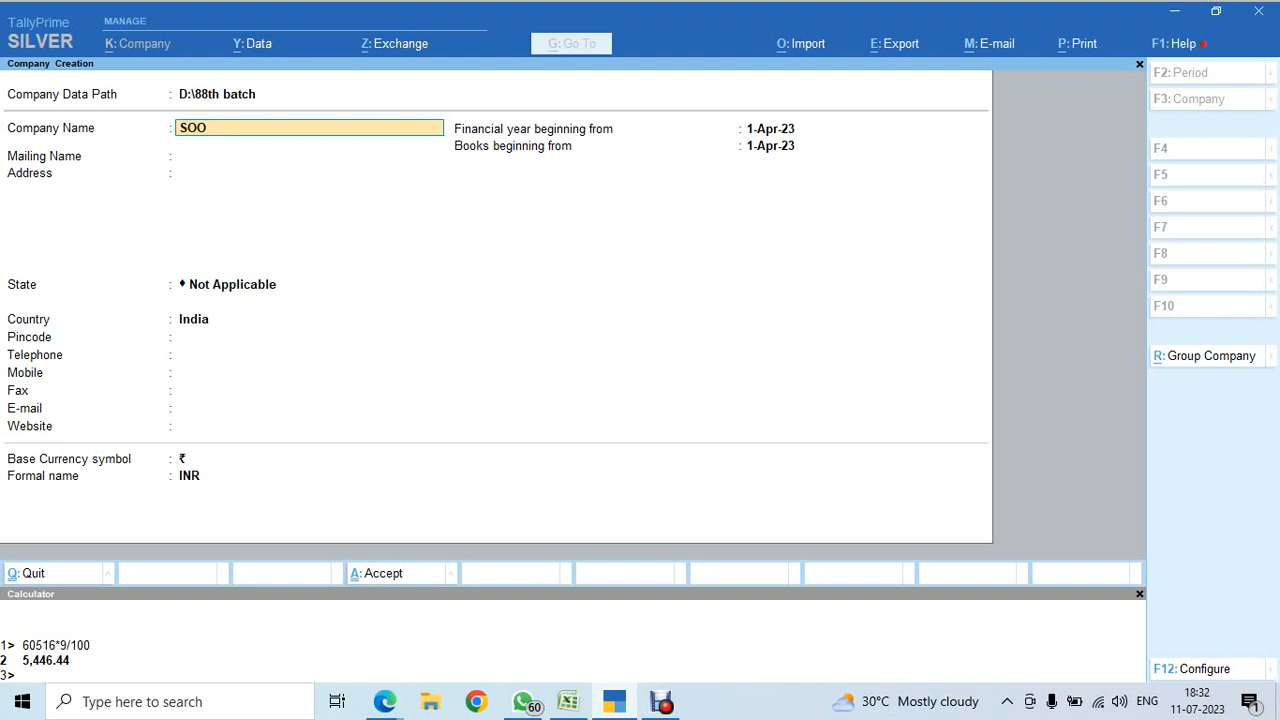 TallyPrime
SILVER
MANAGE
K: Company
Y: Data
Z: Exchange
G: Go To
O: Import
E: Export
M: E-mail
P: Print
F1: Help
Company Creation
F2: Period
F3: Company
F4
F5
F6
F7
F8
F9
F10
R: Group Company
F12: Configure
Company Data Path : D:\88th batch
Company Name : SOO
Financial year beginning from : 1-Apr-23
Books beginning from : 1-Apr-23
Mailing Name :
Address :
State : ♦ Not Applicable
Country : India
Pincode :
Telephone :
Mobile :
Fax :
E-mail :
Website :
Base Currency symbol : ₹
Formal name : INR
Q: Quit
A: Accept
Calculator
1> 60516*9/100
2 5,446.44
3>
Type here to search
60
30°C Mostly cloudy
ENG
18:32
11-07-2023
1